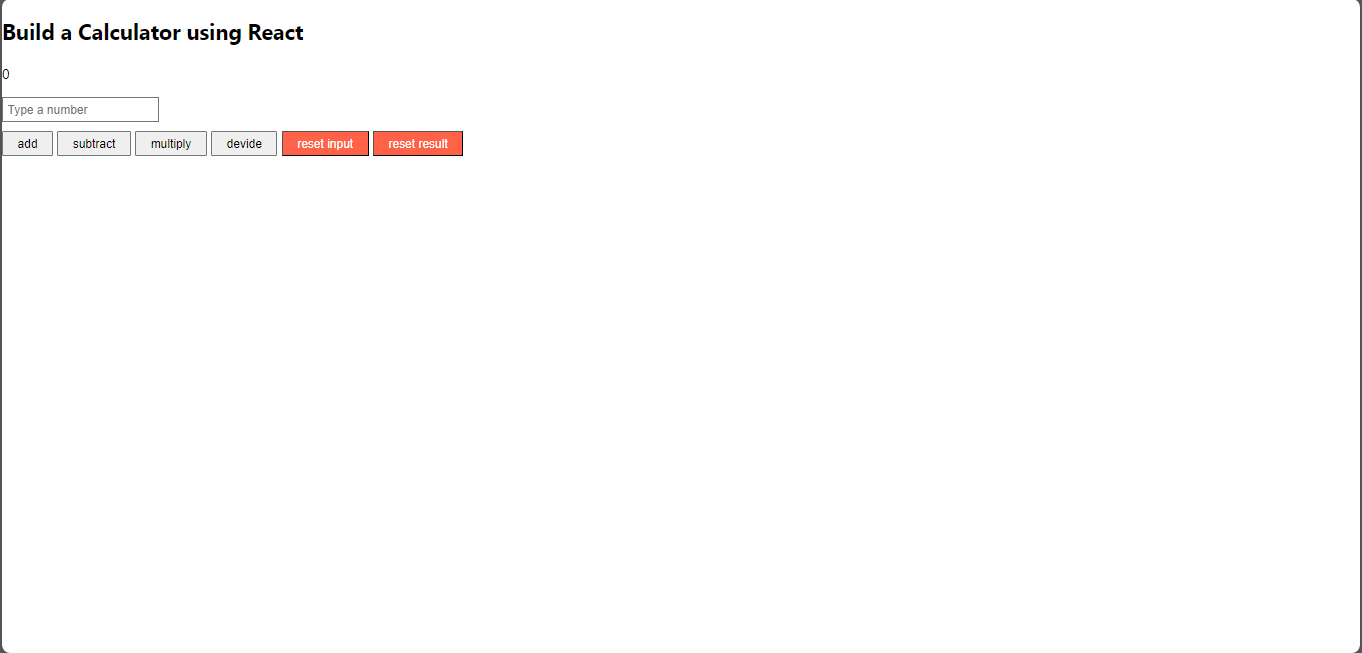 Build a Calculator using React
0
Type a number
add subtract multiply devide reset input reset result